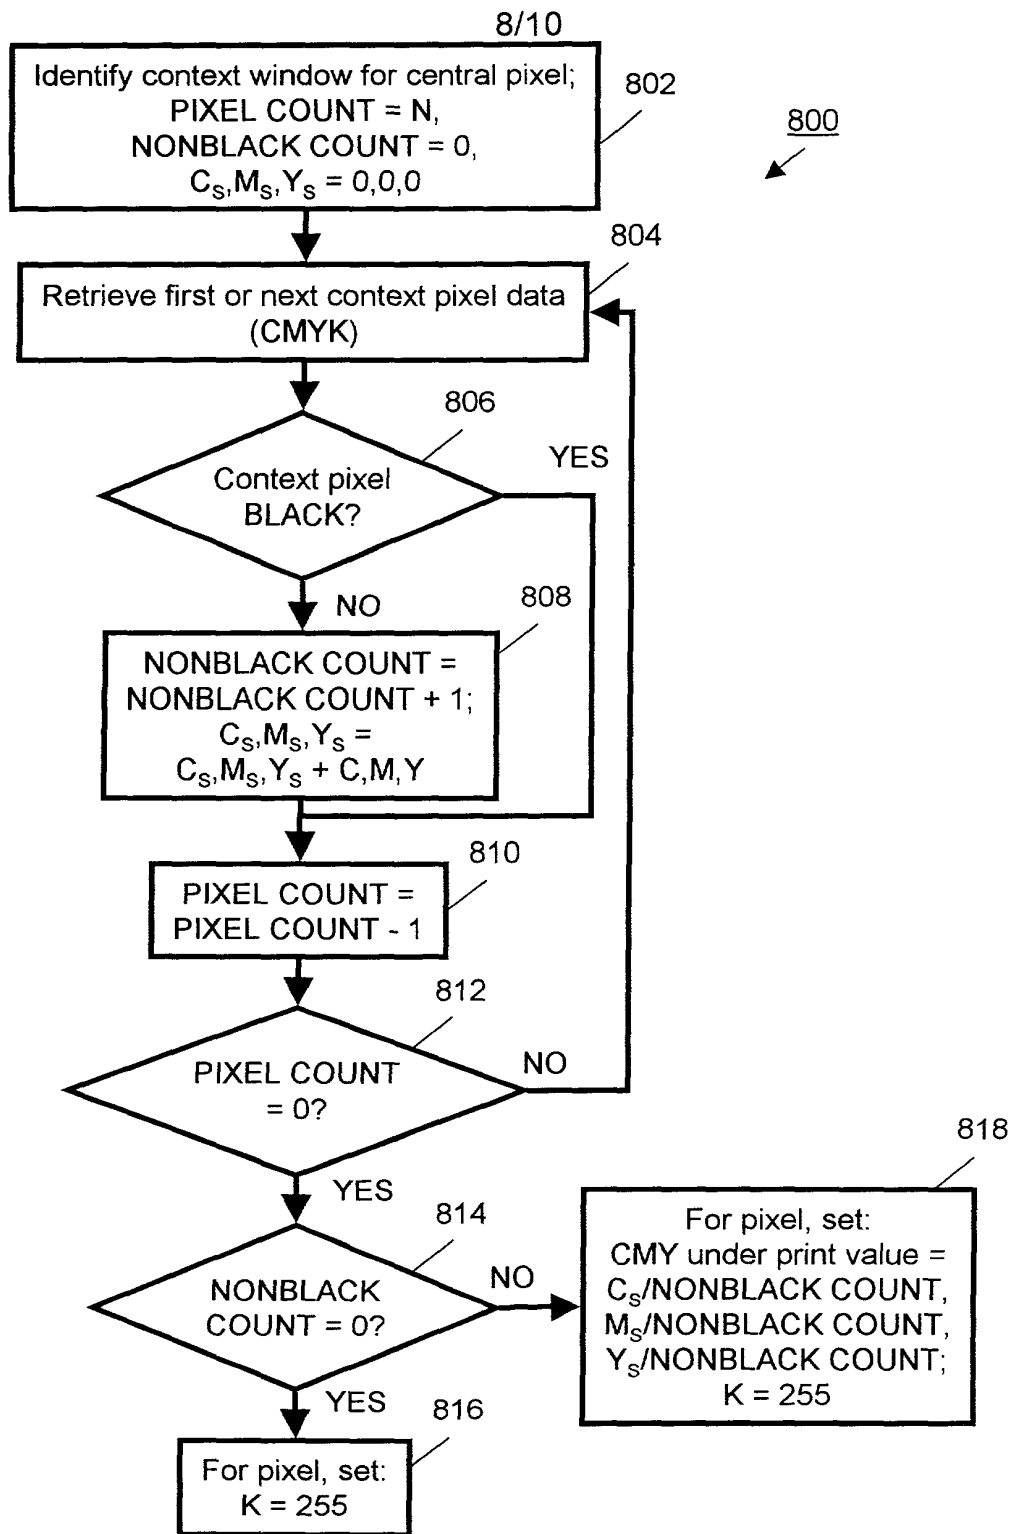 8/10
Identify context window for central pixel;
PIXEL COUNT = N,
NONBLACK COUNT = 0,
CS,MS,YS = 0,0,0
802
800
804
Retrieve first or next context pixel data
(CMYK)
806
YES
Context pixel
BLACK?
NO
808
NONBLACK COUNT =
NONBLACK COUNT + 1;
CS,MS,YS =
CS,MS,YS + C,M,Y
810
PIXEL COUNT =
PIXEL COUNT - 1
812
PIXEL COUNT
= 0?
NO
YES
814
NONBLACK
COUNT = 0?
NO
818
For pixel, set:
CMY under print value =
CS/NONBLACK COUNT,
MS/NONBLACK COUNT,
YS/NONBLACK COUNT;
K = 255
YES
816
For pixel, set:
K = 255